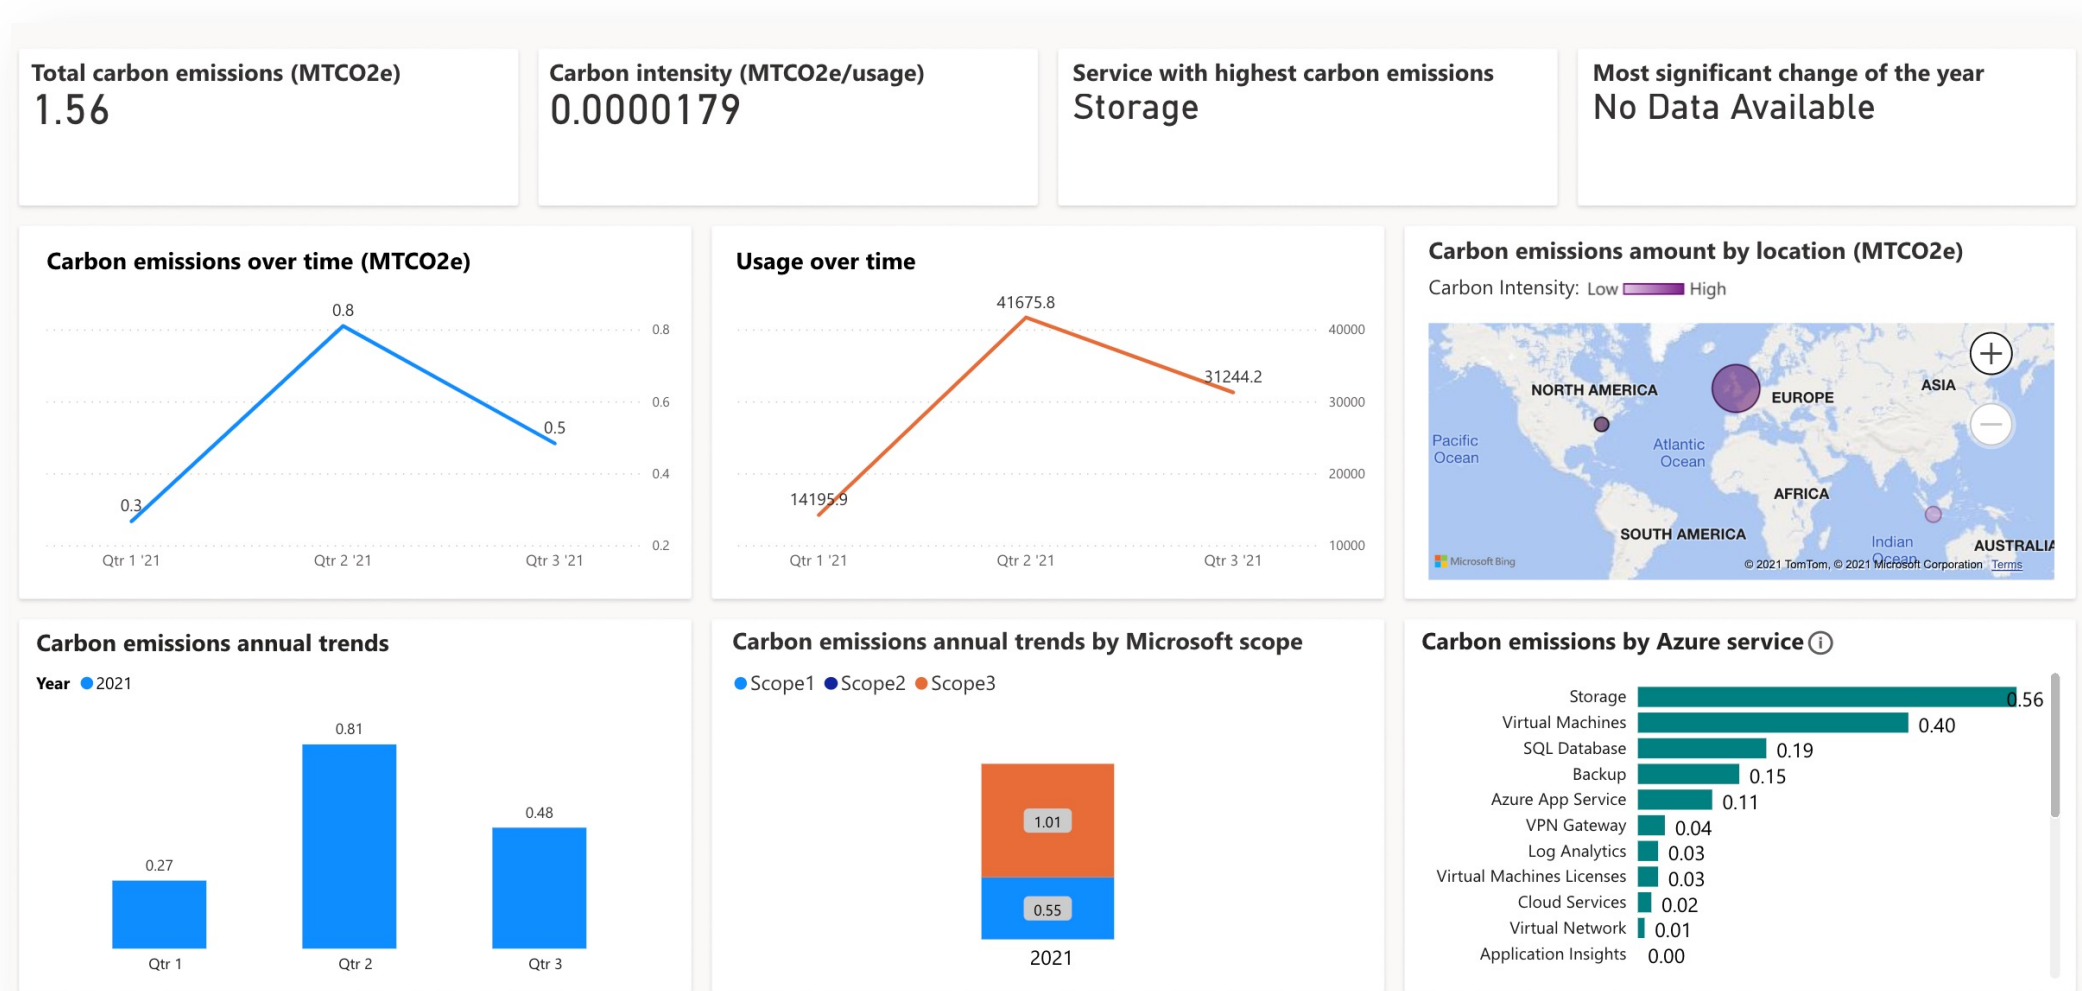 Total carbon emissions (MTCO2e)
1.56
Carbon intensity (MTCO2e/usage)
0.0000179
Service with highest carbon emissions
Storage
Most significant change of the year
No Data Available
Carbon emissions over time (MTCO2e)
0.8
0.3
0.5
0.8
0.6
0.4
0.2
Qtr 1 '21
Qtr 2 '21
Qtr 3 '21
Usage over time
41675.8
31244.2
14195.9
40000
30000
20000
10000
Qtr 1 '21
Qtr 2 '21
Qtr 3 '21
Carbon emissions amount by location (MTCO2e)
Carbon Intensity: Low High
NORTH AMERICA
EUROPE
ASIA
Pacific
Ocean
Atlantic
Ocean
AFRICA
SOUTH AMERICA
Indian
Ocean
AUSTRALIA
Microsoft Bing
© 2021 TomTom, © 2021 Microsoft Corporation Terms
Carbon emissions annual trends
Year 2021
0.27
0.81
0.48
Qtr 1
Qtr 2
Qtr 3
Carbon emissions annual trends by Microsoft scope
Scope1 Scope2 Scope3
1.01
0.55
2021
Carbon emissions by Azure service
Storage 0.56
Virtual Machines 0.40
SQL Database 0.19
Backup 0.15
Azure App Service 0.11
VPN Gateway 0.04
Log Analytics 0.03
Virtual Machines Licenses 0.03
Cloud Services 0.02
Virtual Network 0.01
Application Insights 0.00